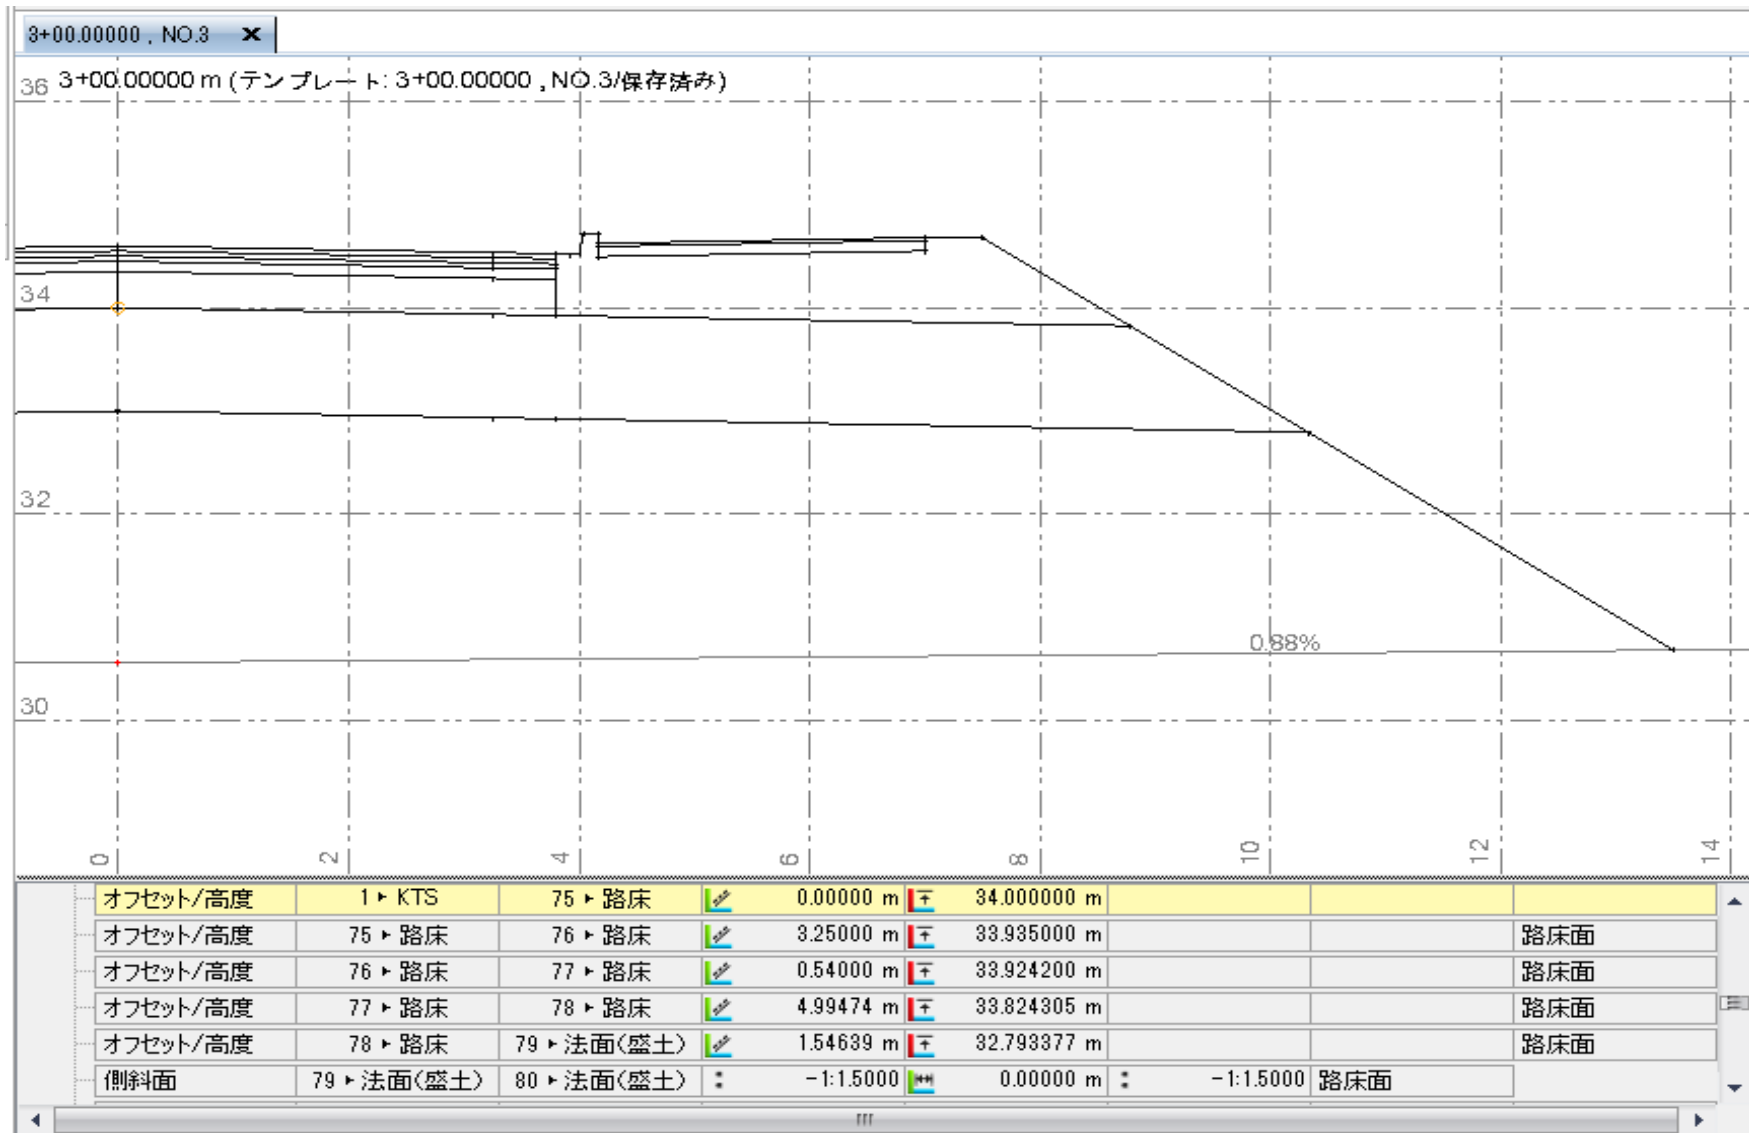 3+00.00000 , NO.3 ✕
3+00.00000 m (テンプレート: 3+00.00000 , NO.3/保存済み)
36
34
32
0.88%
30
0 2 4 6 8 10 12 14
オフセット/高度 1 ▸ KTS 75 ▸ 路床 0.00000 m 34.000000 m
オフセット/高度 75 ▸ 路床 76 ▸ 路床 3.25000 m 33.935000 m 路床面
オフセット/高度 76 ▸ 路床 77 ▸ 路床 0.54000 m 33.924200 m 路床面
オフセット/高度 77 ▸ 路床 78 ▸ 路床 4.99474 m 33.824305 m 路床面
オフセット/高度 78 ▸ 路床 79 ▸ 法面(盛土) 1.54639 m 32.793377 m 路床面
側斜面 79 ▸ 法面(盛土) 80 ▸ 法面(盛土) : -1:1.5000 0.00000 m : -1:1.5000 路床面